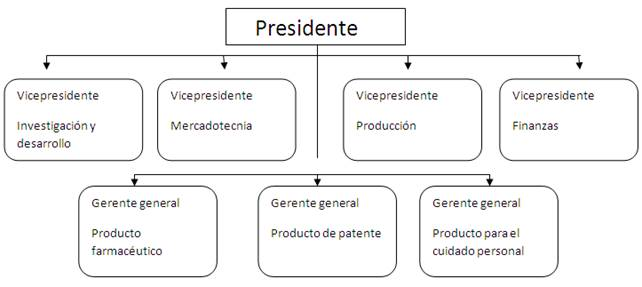 Presidente
Vicepresidente
Investigación y
desarrollo
Vicepresidente
Mercadotecnia
Vicepresidente
Producción
Vicepresidente
Finanzas
Gerente general
Producto
farmacéutico
Gerente general
Producto de patente
Gerente general
Producto para el
cuidado personal